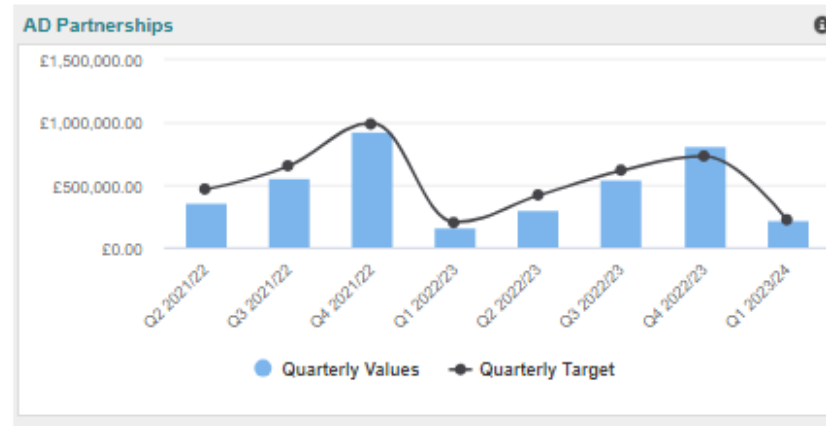 AD Partnerships
£1,500,000.00
£1,000,000.00
£500,000.00
£0.00
Q2 2021/22
Q3 2021/22
Q4 2021/22
Q1 2022/23
Q2 2022/23
Q3 2022/23
Q4 2022/23
Q1 2023/24
Quarterly Values
Quarterly Target